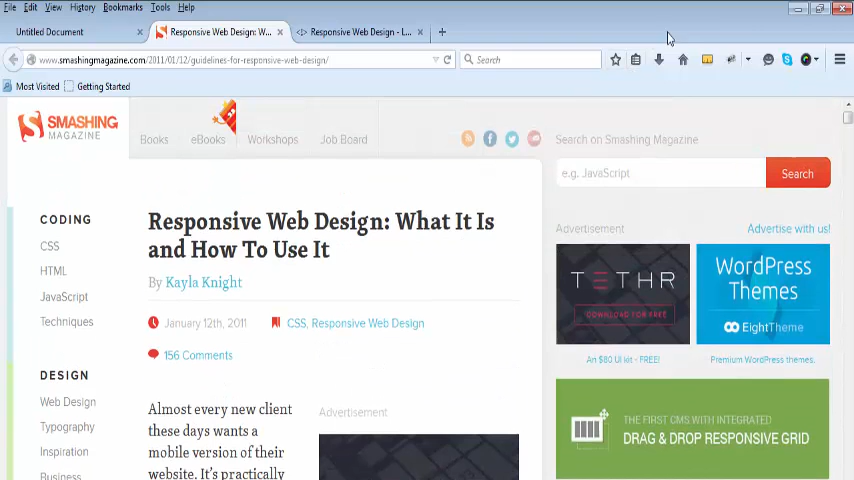 File Edit View History Bookmarks Tools Help
Untitled Document
Responsive Web Design: W...
Responsive Web Design - L...
www.smashingmagazine.com/2011/01/12/guidelines-for-responsive-web-design/
Search
Most Visited
Getting Started
SMASHING
MAGAZINE
Books eBooks Workshops Job Board
Search on Smashing Magazine
e.g. JavaScript
Search
CODING
CSS
HTML
JavaScript
Techniques
DESIGN
Web Design
Typography
Inspiration
Business
Responsive Web Design: What It Is
and How To Use It
By Kayla Knight
January 12th, 2011
CSS, Responsive Web Design
156 Comments
Almost every new client
these days wants a
mobile version of their
website. It's practically
Advertisement
Advertisement
Advertise with us!
TETHR
DOWNLOAD FOR FREE
An $80 UI kit - FREE!
WordPress
Themes
EightTheme
Premium WordPress themes.
THE FIRST CMS WITH INTEGRATED
DRAG & DROP RESPONSIVE GRID